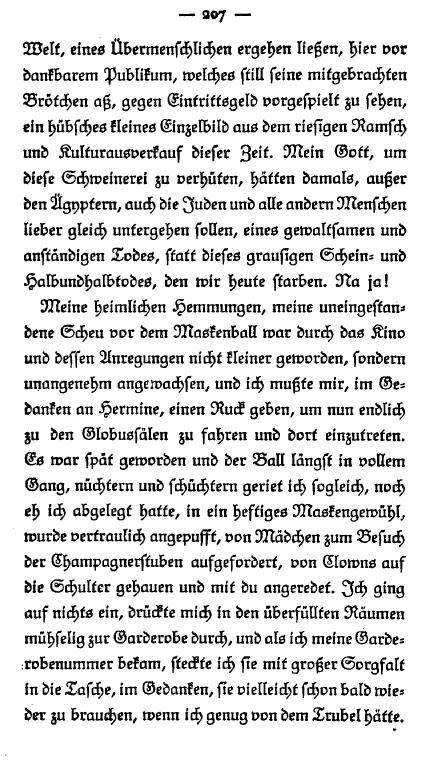 — 207 —
Welt, eines Übermenschlichen ergehen ließen, hier vor
dankbarem Publikum, welches still seine mitgebrachten
Brötchen aß, gegen Eintrittsgeld vorgespielt zu sehen,
ein hübsches kleines Einzelbild aus dem riesigen Ramsch
und Kulturausverkauf dieser Zeit. Mein Gott, um
diese Schweinerei zu verhüten, hätten damals, außer
den Ägyptern, auch die Juden und alle andern Menschen
lieber gleich untergehen sollen, eines gewaltsamen und
anständigen Todes, statt dieses grausigen Schein- und
Halbundhalbtodes, den wir heute starben. Na ja!
Meine heimlichen Hemmungen, meine uneingestan-
dene Scheu vor dem Maskenball war durch das Kino
und dessen Anregungen nicht kleiner geworden, sondern
unangenehm angewachsen, und ich mußte mir, im Ge-
danken an Hermine, einen Ruck geben, um nun endlich
zu den Globussälen zu fahren und dort einzutreten.
Es war spät geworden und der Ball längst in vollem
Gang, nüchtern und schüchtern geriet ich sogleich, noch
eh ich abgelegt hatte, in ein heftiges Maskengewühl,
wurde vertraulich angepufft, von Mädchen zum Besuch
der Champagnerstuben aufgefordert, von Clowns auf
die Schulter gehauen und mit du angeredet. Ich ging
auf nichts ein, drückte mich in den überfüllten Räumen
mühselig zur Garderobe durch, und als ich meine Garde-
robenummer bekam, steckte ich sie mit großer Sorgfalt
in die Tasche, im Gedanken, sie vielleicht schon bald wie-
der zu brauchen, wenn ich genug von dem Trubel hätte.